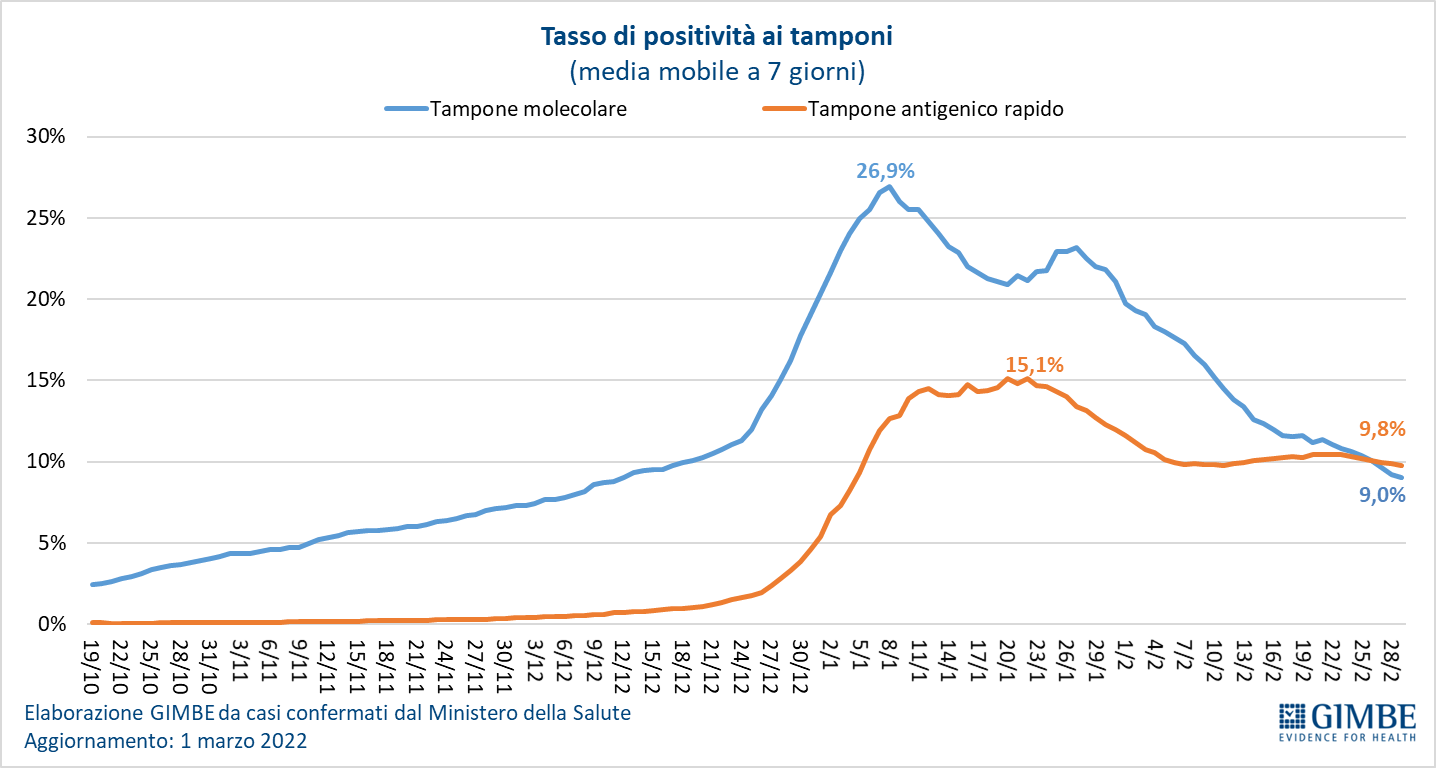 Tasso di positività ai tamponi
(media mobile a 7 giorni)
Tampone molecolare Tampone antigenico rapido
30%
25%
20%
15%
10%
5%
0%
26,9%
15,1%
9,8%
9,0%
19/10 22/10 25/10 28/10 31/10 3/11 6/11 9/11 12/11 15/11 18/11 21/11 24/11 27/11 30/11 3/12 6/12 9/12 12/12 15/12 18/12 21/12 24/12 27/12 30/12 2/1 5/1 8/1 11/1 14/1 17/1 20/1 23/1 26/1 29/1 1/2 4/2 7/2 10/2 13/2 16/2 19/2 22/2 25/2 28/2
Elaborazione GIMBE da casi confermati dal Ministero della Salute
Aggiornamento: 1 marzo 2022
GIMBE
EVIDENCE FOR HEALTH